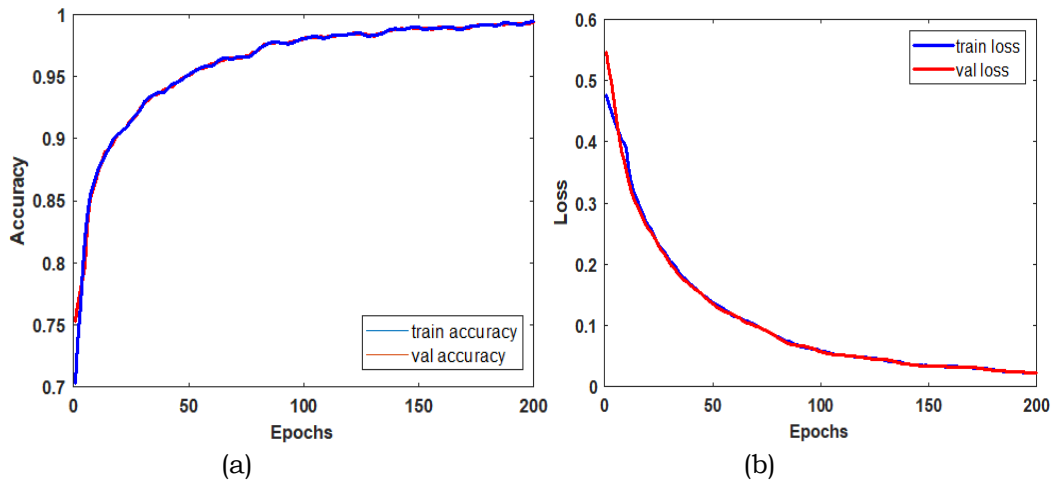 1
0.95
0.9
0.85
0.8
0.75
0.7
Accuracy
train accuracy
val accuracy
0
50
100
150
200
Epochs
(a)
0.6
0.5
0.4
0.3
0.2
0.1
0
Loss
train loss
val loss
0
50
100
150
200
Epochs
(b)